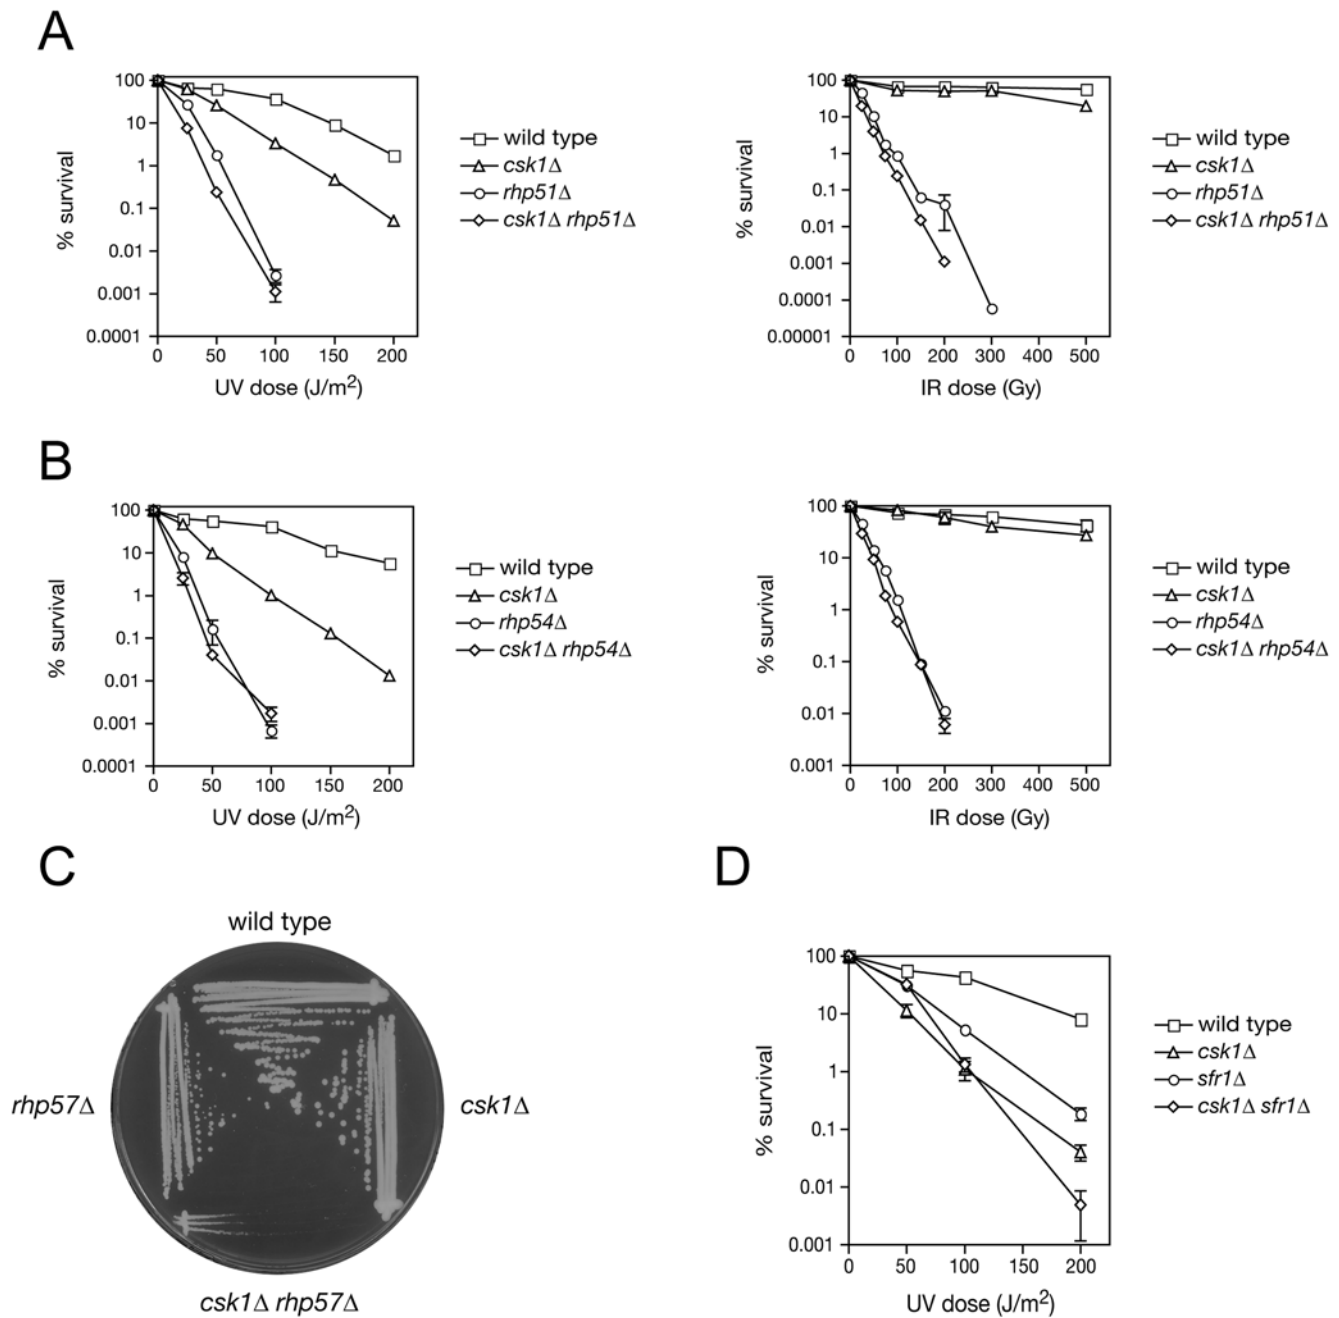 A
100
10
1
0.1
0.01
0.001
0.0001
% survival
0 50 100 150 200
UV dose (J/m²)
wild type
csk1Δ
rhp51Δ
csk1Δ rhp51Δ
100
10
1
0.1
0.01
0.001
0.0001
0.00001
% survival
0 100 200 300 400 500
IR dose (Gy)
wild type
csk1Δ
rhp51Δ
csk1Δ rhp51Δ
B
100
10
1
0.1
0.01
0.001
0.0001
% survival
0 50 100 150 200
UV dose (J/m²)
wild type
csk1Δ
rhp54Δ
csk1Δ rhp54Δ
100
10
1
0.1
0.01
0.001
% survival
0 100 200 300 400 500
IR dose (Gy)
wild type
csk1Δ
rhp54Δ
csk1Δ rhp54Δ
C
wild type
rhp57Δ
csk1Δ
csk1Δ rhp57Δ
D
100
10
1
0.1
0.01
0.001
% survival
0 50 100 150 200
UV dose (J/m²)
wild type
csk1Δ
sfr1Δ
csk1Δ sfr1Δ